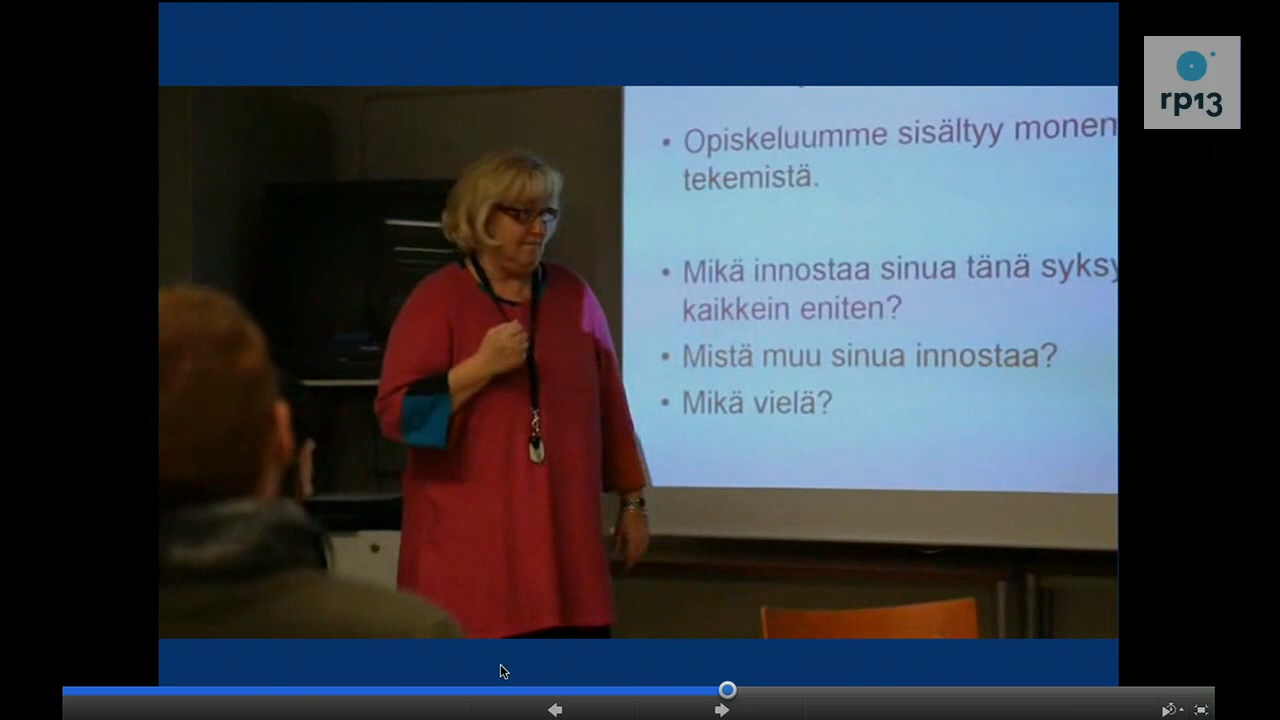 rp13
• Opiskeluumme sisältyy monen
tekemistä.
• Mikä innostaa sinua tänä syksy
kaikkein eniten?
• Mistä muu sinua innostaa?
• Mikä vielä?